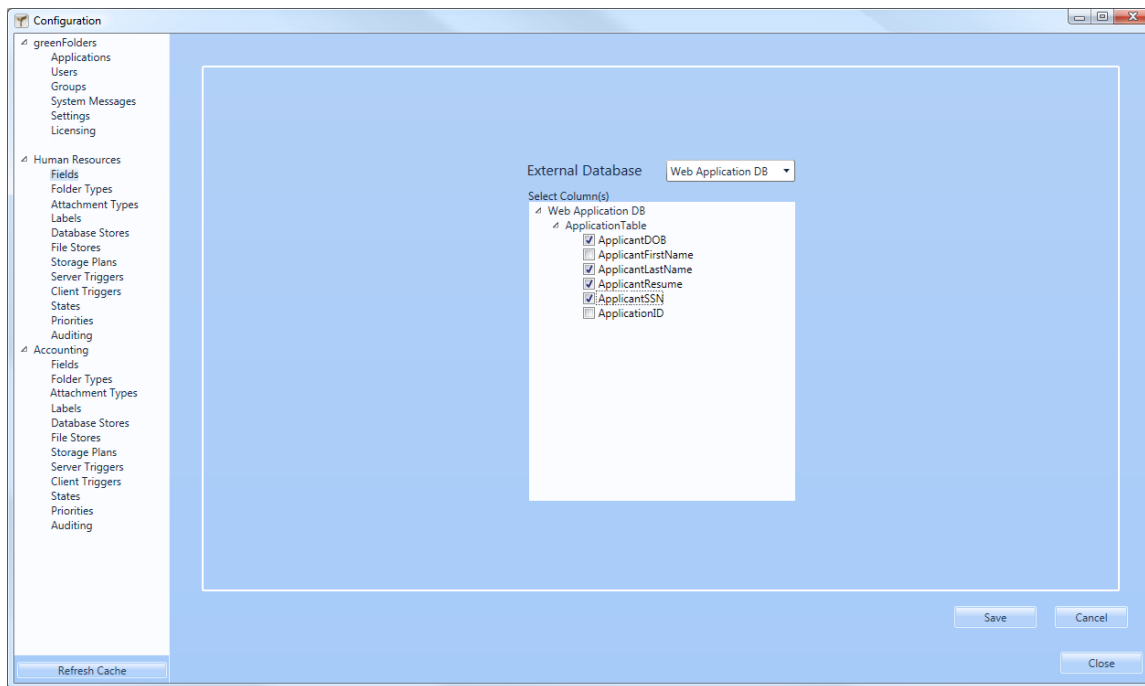 Configuration
greenFolders
Applications
Users
Groups
System Messages
Settings
Licensing
Human Resources
Fields
Folder Types
Attachment Types
Labels
Database Stores
File Stores
Storage Plans
Server Triggers
Client Triggers
States
Priorities
Auditing
Accounting
Fields
Folder Types
Attachment Types
Labels
Database Stores
File Stores
Storage Plans
Server Triggers
Client Triggers
States
Priorities
Auditing
Refresh Cache
External Database Web Application DB
Select Column(s)
Web Application DB
ApplicationTable
ApplicantDOB
ApplicantFirstName
ApplicantLastName
ApplicantResume
ApplicantSSN
ApplicationID
Save Cancel
Close